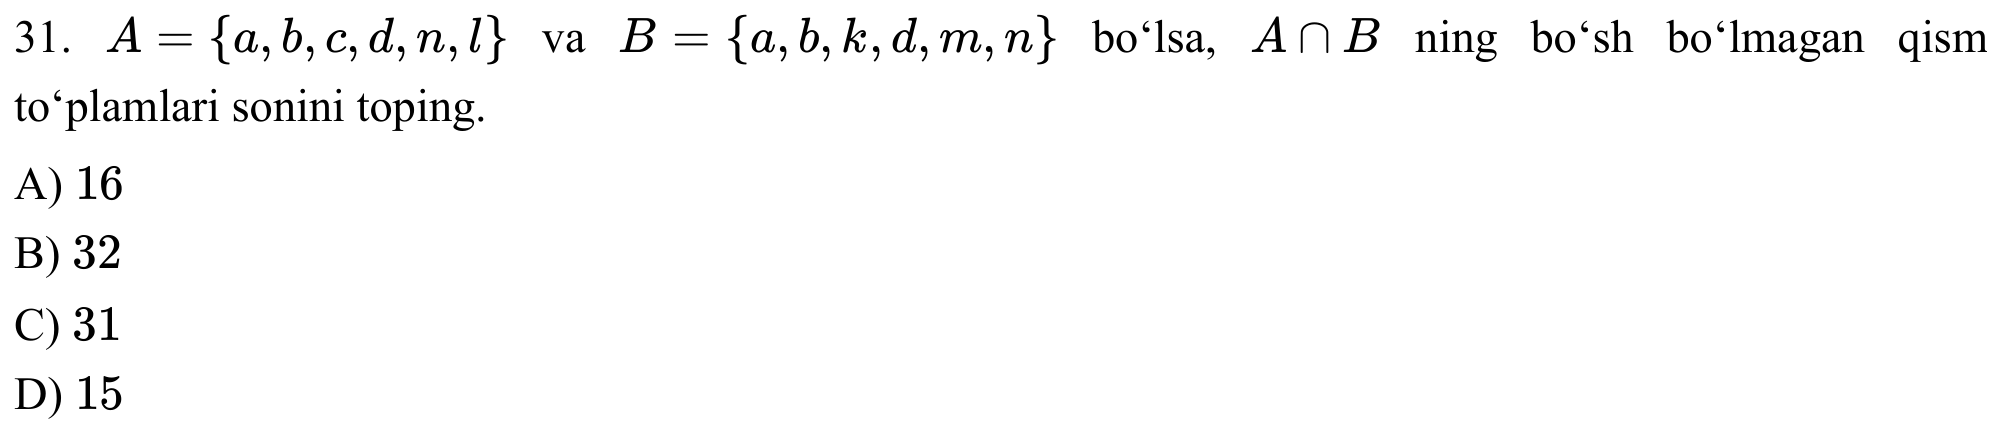 31. A = {a, b, c, d, n, l} va B = {a, b, k, d, m, n} bo‘lsa, A ∩ B ning bo‘sh bo‘lmagan qism
to‘plamlari sonini toping.
A) 16
B) 32
C) 31
D) 15